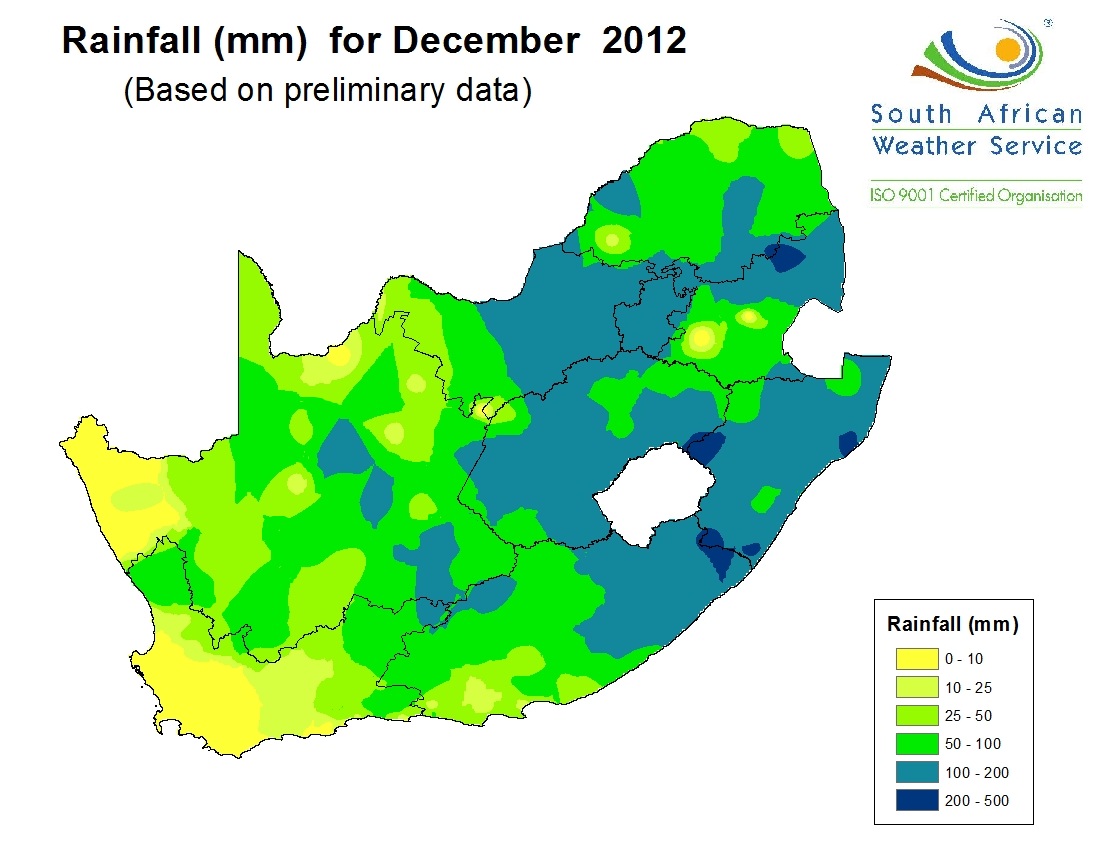 Rainfall (mm) for December 2012
(Based on preliminary data)
®
South African
Weather Service
ISO 9001 Certified Organisation
Rainfall (mm)
0 - 10
10 - 25
25 - 50
50 - 100
100 - 200
200 - 500